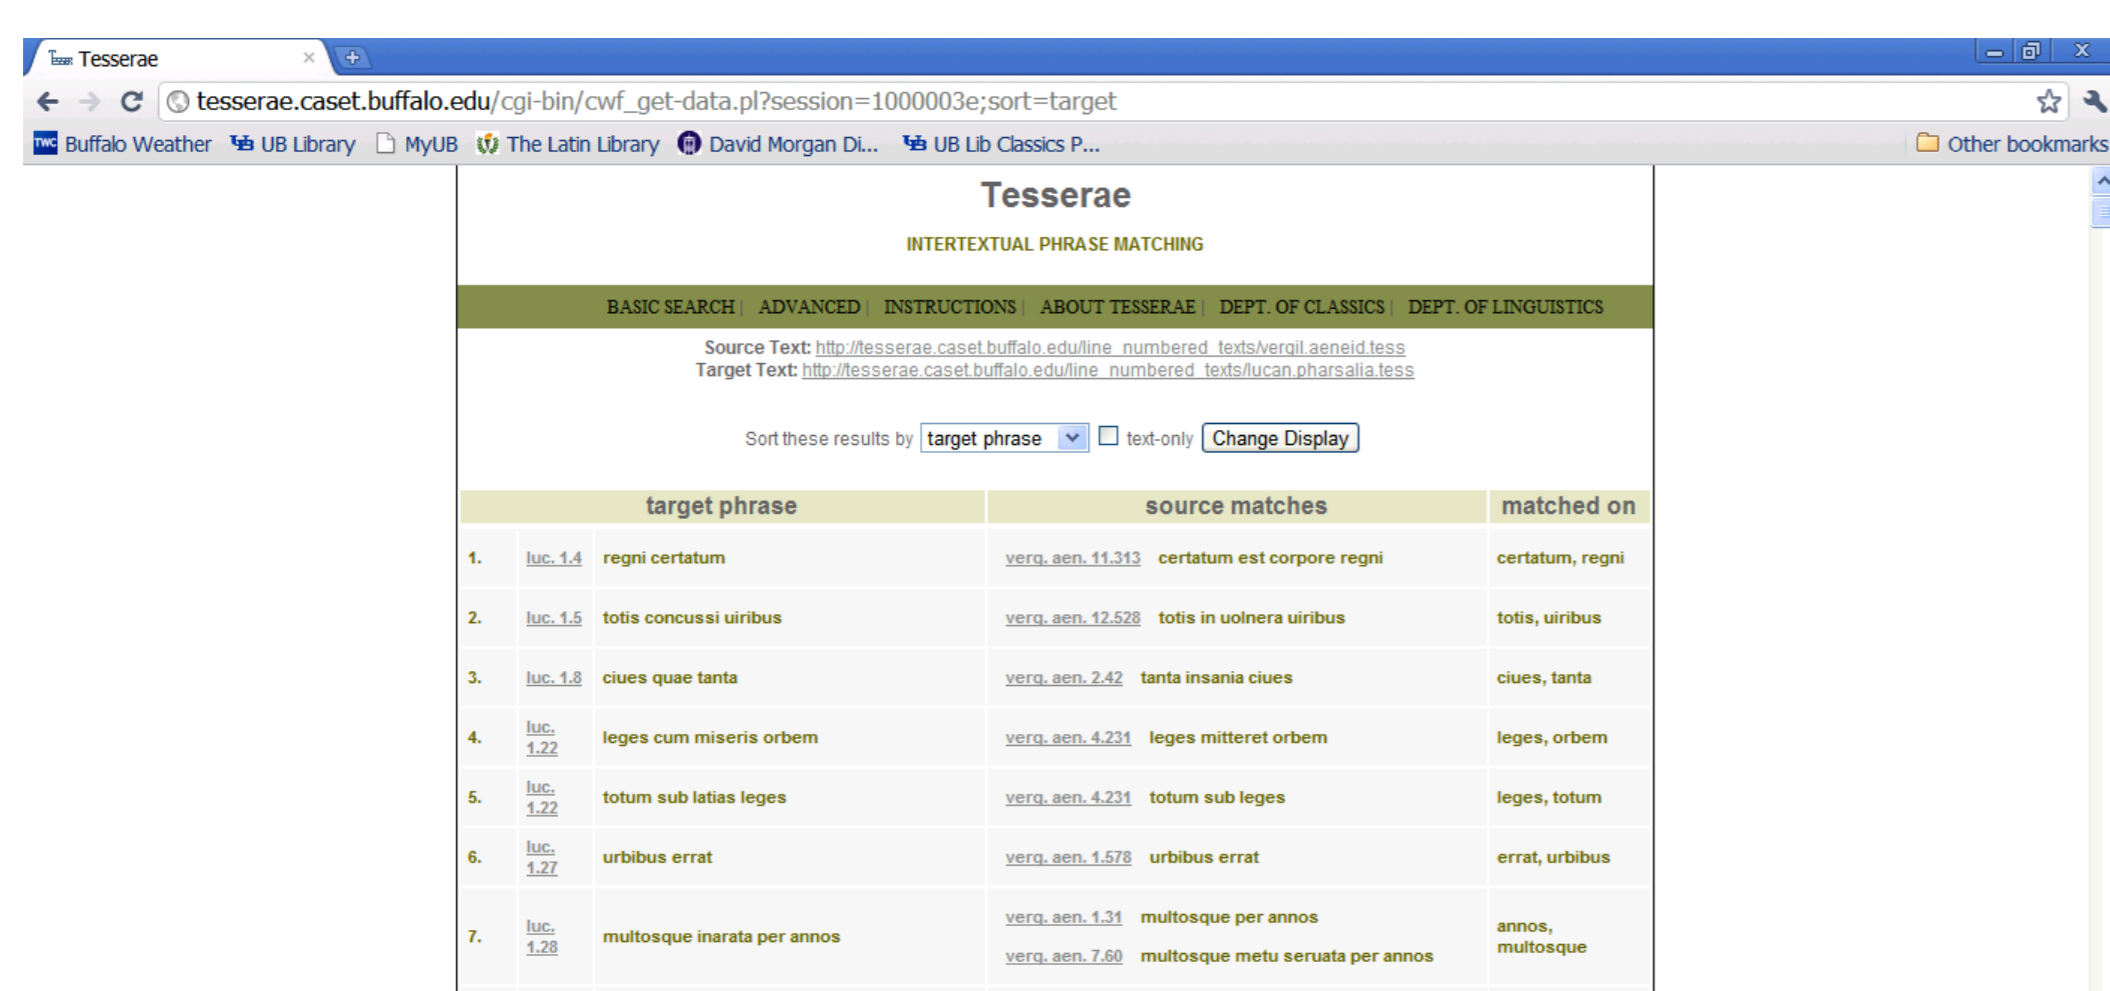 Tesserae
tesserae.caset.buffalo.edu/cgi-bin/cwf_get-data.pl?session=1000003e;sort=target
TWC Buffalo Weather UB Library MyUB The Latin Library David Morgan Di... UB Lib Classics P... Other bookmarks
Tesserae
INTERTEXTUAL PHRASE MATCHING
BASIC SEARCH | ADVANCED | INSTRUCTIONS | ABOUT TESSERAE | DEPT. OF CLASSICS | DEPT. OF LINGUISTICS
Source Text: http://tesserae.caset.buffalo.edu/line_numbered_texts/vergil.aeneid.tess
Target Text: http://tesserae.caset.buffalo.edu/line_numbered_texts/lucan.pharsalia.tess
Sort these results by target phrase text-only Change Display
target phrase source matches matched on
1. luc. 1.4 regni certatum verg. aen. 11.313 certatum est corpore regni certatum, regni
2. luc. 1.5 totis concussi uiribus verg. aen. 12.528 totis in uolnera uiribus totis, uiribus
3. luc. 1.8 ciues quae tanta verg. aen. 2.42 tanta insania ciues ciues, tanta
4. luc. 1.22 leges cum miseris orbem verg. aen. 4.231 leges mitteret orbem leges, orbem
5. luc. 1.22 totum sub latias leges verg. aen. 4.231 totum sub leges leges, totum
6. luc. 1.27 urbibus errat verg. aen. 1.578 urbibus errat errat, urbibus
7. luc. 1.28 multosque inarata per annos verg. aen. 1.31 multosque per annos annos, multosque
verg. aen. 7.60 multosque metu seruata per annos